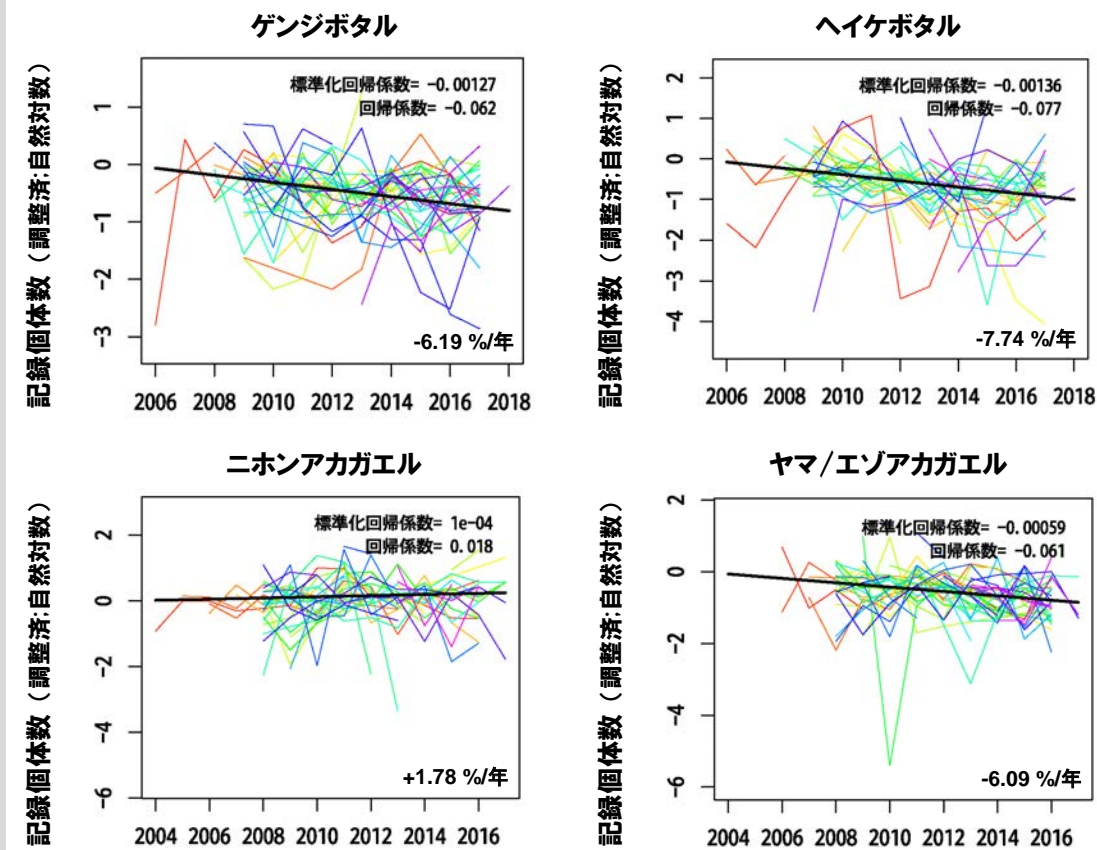 ゲンジボタル
記録個体数（調整済;自然対数）
標準化回帰係数= -0.00127
回帰係数= -0.062
1
0
-1
-2
-3
-6.19 %/年
2006 2008 2010 2012 2014 2016 2018
ヘイケボタル
記録個体数（調整済;自然対数）
標準化回帰係数= -0.00136
回帰係数= -0.077
2
1
0
-1
-2
-3
-4
-7.74 %/年
2006 2008 2010 2012 2014 2016 2018
ニホンアカガエル
記録個体数（調整済;自然対数）
標準化回帰係数= 1e-04
回帰係数= 0.018
2
0
-2
-4
-6
+1.78 %/年
2004 2006 2008 2010 2012 2014 2016
ヤマ/エゾアカガエル
記録個体数（調整済;自然対数）
標準化回帰係数= -0.00059
回帰係数= -0.061
2
0
-2
-4
-6
-6.09 %/年
2004 2006 2008 2010 2012 2014 2016